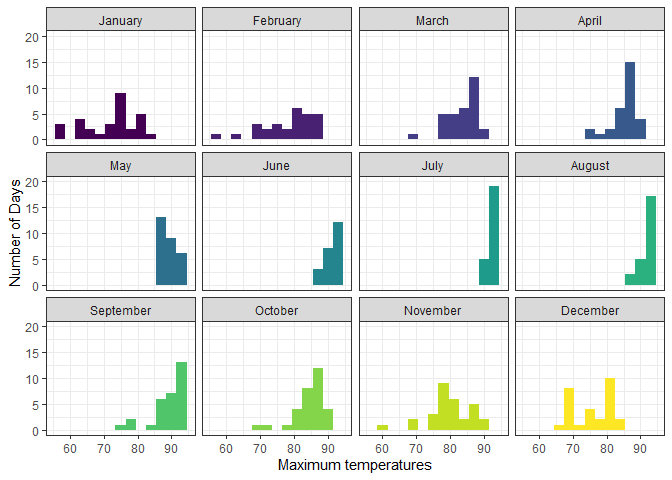 January February March April
20
15
10
5
0
May June July August
20
15
10
5
0
September October November December
20
15
10
5
0
60 70 80 90 60 70 80 90 60 70 80 90 60 70 80 90
Maximum temperatures
Number of Days